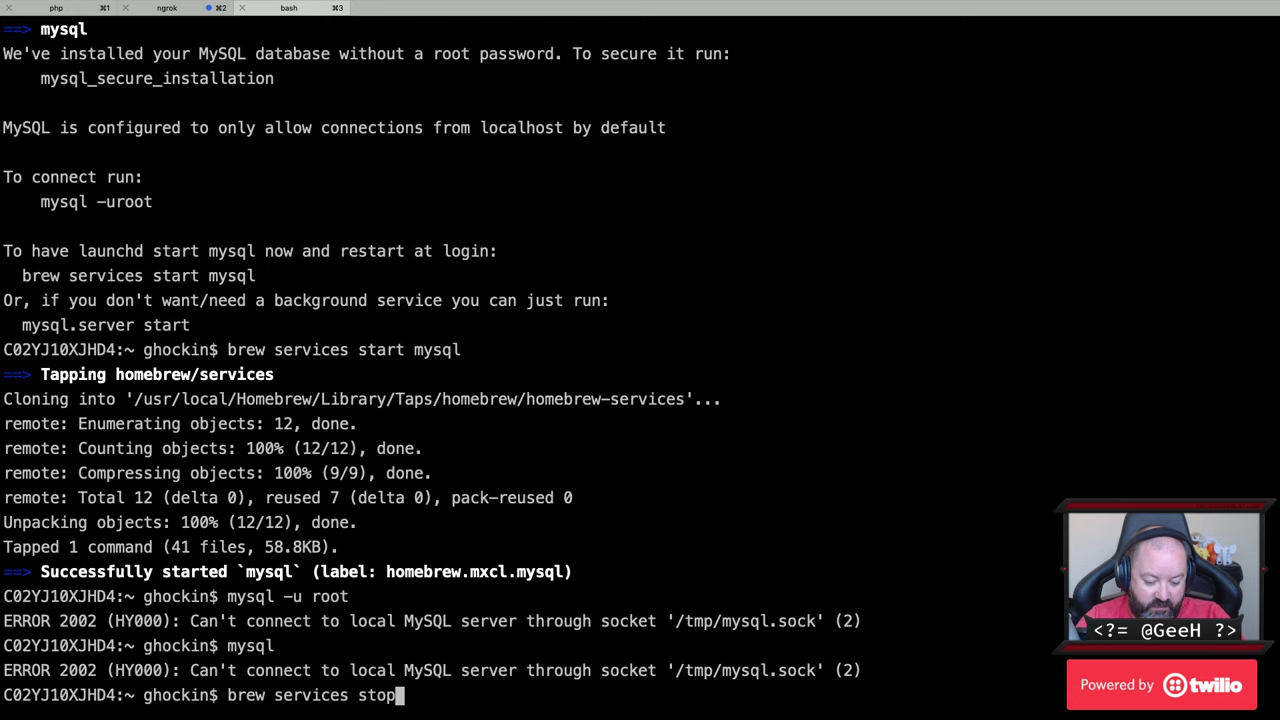 php ⌘1 ngrok ⌘2 bash ⌘3
==> mysql
We've installed your MySQL database without a root password. To secure it run:
    mysql_secure_installation
MySQL is configured to only allow connections from localhost by default
To connect run:
    mysql -uroot
To have launchd start mysql now and restart at login:
  brew services start mysql
Or, if you don't want/need a background service you can just run:
  mysql.server start
C02YJ10XJHD4:~ ghockin$ brew services start mysql
==> Tapping homebrew/services
Cloning into '/usr/local/Homebrew/Library/Taps/homebrew/homebrew-services'...
remote: Enumerating objects: 12, done.
remote: Counting objects: 100% (12/12), done.
remote: Compressing objects: 100% (9/9), done.
remote: Total 12 (delta 0), reused 7 (delta 0), pack-reused 0
Unpacking objects: 100% (12/12), done.
Tapped 1 command (41 files, 58.8KB).
==> Successfully started `mysql` (label: homebrew.mxcl.mysql)
C02YJ10XJHD4:~ ghockin$ mysql -u root
ERROR 2002 (HY000): Can't connect to local MySQL server through socket '/tmp/mysql.sock' (2)
C02YJ10XJHD4:~ ghockin$ mysql
ERROR 2002 (HY000): Can't connect to local MySQL server through socket '/tmp/mysql.sock' (2)
C02YJ10XJHD4:~ ghockin$ brew services stop
<?= @GeeH ?>
Powered by twilio